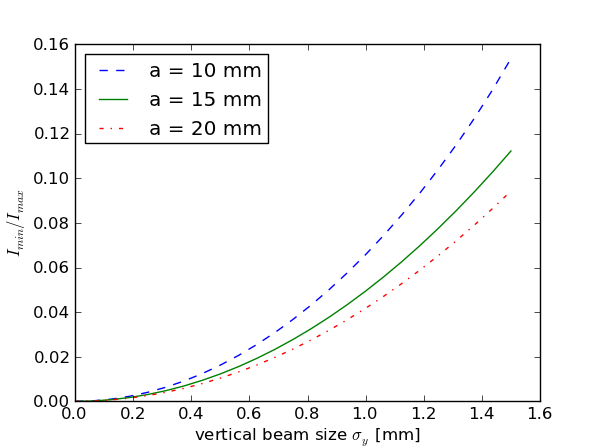 0.16
0.14
0.12
0.10
0.08
0.06
0.04
0.02
0.00
I_min/I_max
a = 10 mm
a = 15 mm
a = 20 mm
0.0 0.2 0.4 0.6 0.8 1.0 1.2 1.4 1.6
vertical beam size σ_y [mm]